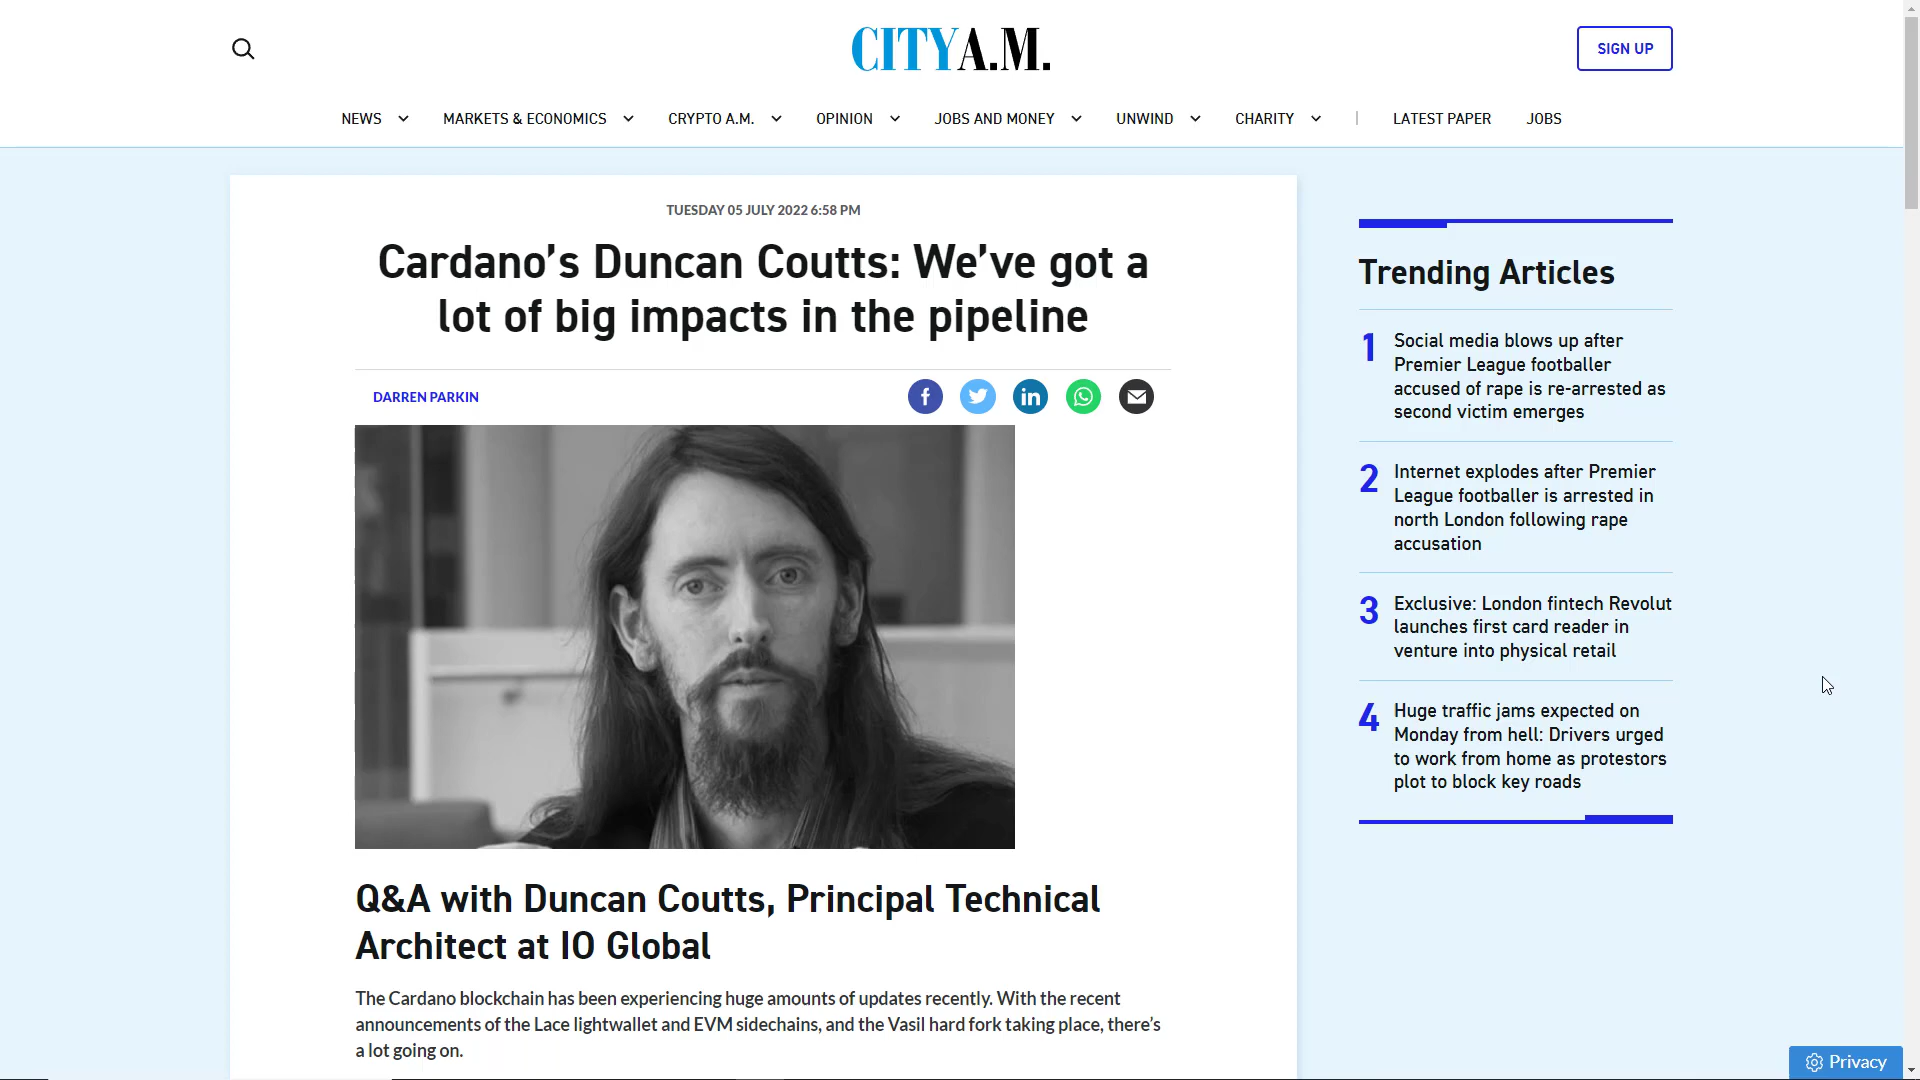 CITY A.M.
SIGN UP
NEWS MARKETS & ECONOMICS CRYPTO A.M. OPINION JOBS AND MONEY UNWIND CHARITY | LATEST PAPER JOBS
TUESDAY 05 JULY 2022 6:58 PM
Cardano’s Duncan Coutts: We’ve got a
lot of big impacts in the pipeline
DARREN PARKIN
Q&A with Duncan Coutts, Principal Technical
Architect at IO Global
The Cardano blockchain has been experiencing huge amounts of updates recently. With the recent
announcements of the Lace lightwallet and EVM sidechains, and the Vasil hard fork taking place, there’s
a lot going on.
Trending Articles
1 Social media blows up after
Premier League footballer
accused of rape is re-arrested as
second victim emerges
2 Internet explodes after Premier
League footballer is arrested in
north London following rape
accusation
3 Exclusive: London fintech Revolut
launches first card reader in
venture into physical retail
4 Huge traffic jams expected on
Monday from hell: Drivers urged
to work from home as protestors
plot to block key roads
Privacy